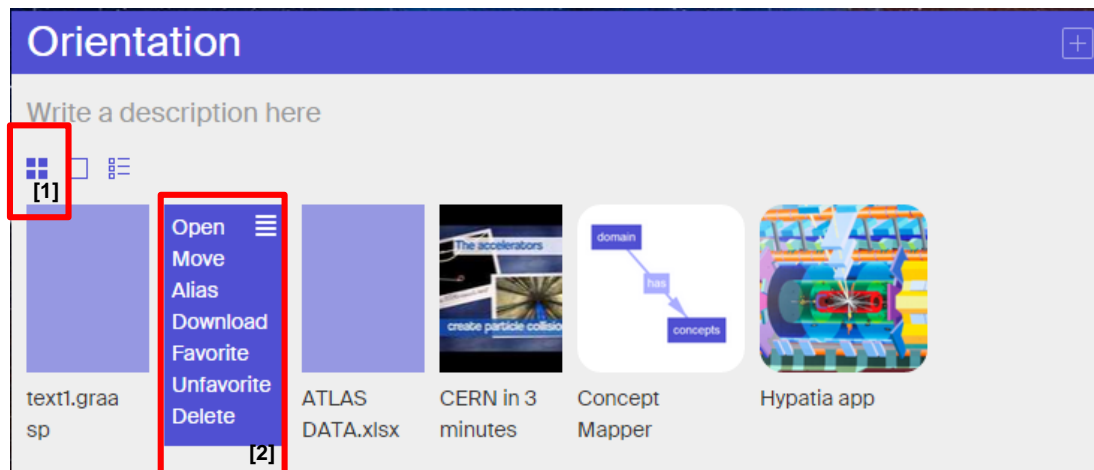 Orientation
Write a description here
[1]
Open
Move
Alias
Download
Favorite
Unfavorite
Delete
[2]
The accelerators
create particle collisio
domain
has
concepts
text1.graa
sp
ATLAS
DATA.xlsx
CERN in 3
minutes
Concept
Mapper
Hypatia app